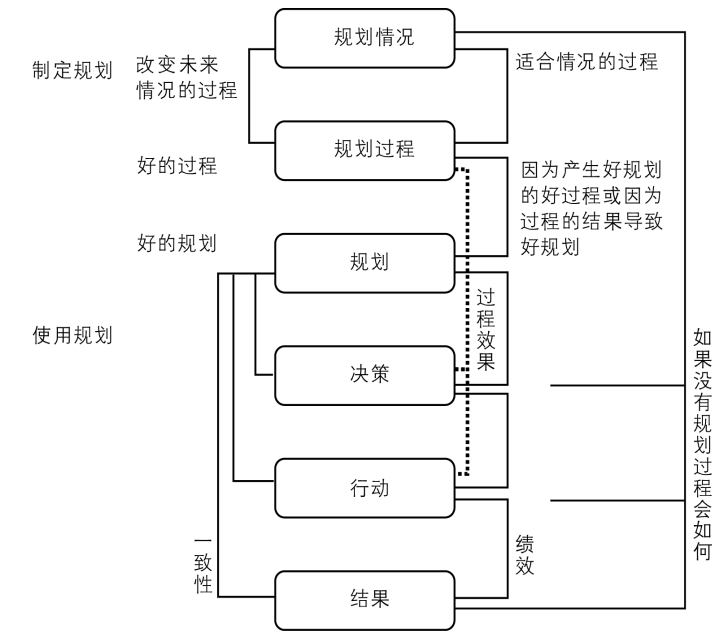 规划情况
制定规划
改变未来
情况的过程
适合情况的过程
规划过程
好的过程
因为产生好规划
的好过程或因为
过程的结果导致
好规划
好的规划
规划
过程效果
使用规划
决策
如果没有规划过程会如何
行动
一致性
绩效
结果